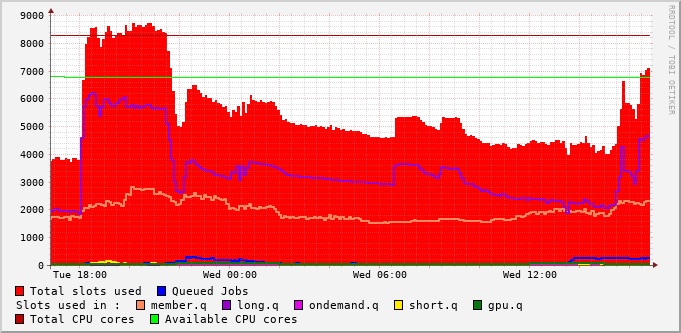 9000
8000
7000
6000
5000
4000
3000
2000
1000
0
Tue 18:00 Wed 00:00 Wed 06:00 Wed 12:00
RRDTOOL / TOBI OETIKER
Total slots used Queued Jobs
Slots used in : member.q long.q ondemand.q short.q gpu.q
Total CPU cores Available CPU cores